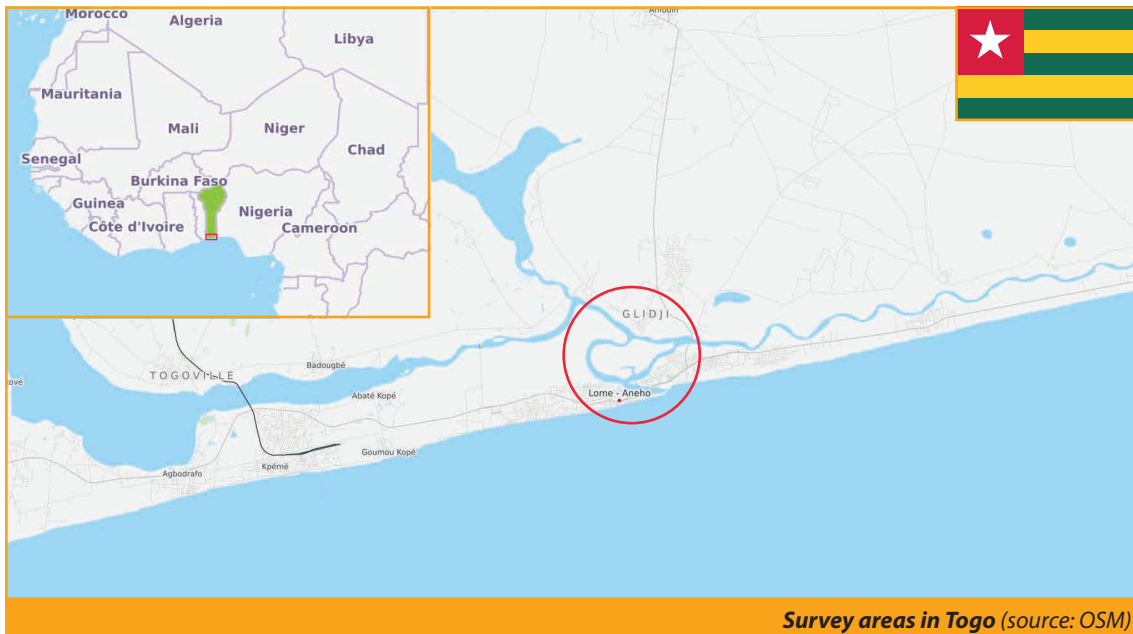 Morocco
Algeria
Libya
Mauritania
Mali
Niger
Chad
Senegal
Burkina Faso
Guinea
Nigeria
Côte d'Ivoire
Cameroon
Anfouin
GLIDJI
Badougbé
TOGOVILLE
Abaté Kopé
Lome - Aneho
Goumou Kopé
Kpémé
Agbodrafo
Survey areas in Togo (source: OSM)